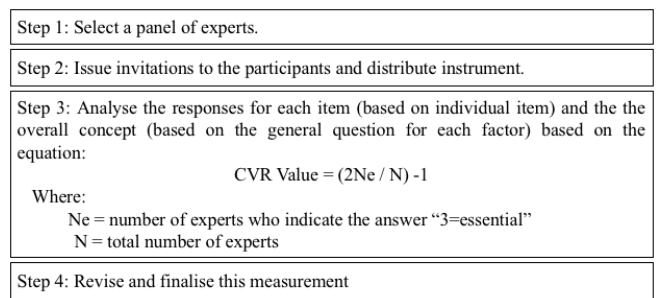 Step 1: Select a panel of experts.
Step 2: Issue invitations to the participants and distribute instrument.
Step 3: Analyse the responses for each item (based on individual item) and the the
overall concept (based on the general question for each factor) based on the
equation:
CVR Value = (2Ne / N) -1
Where:
Ne = number of experts who indicate the answer “3=essential”
N = total number of experts
Step 4: Revise and finalise this measurement